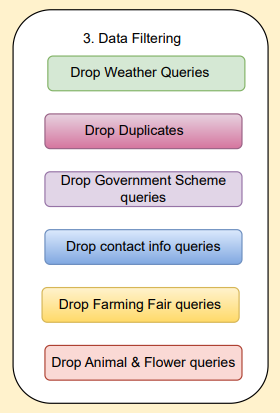 3. Data Filtering
Drop Weather Queries
Drop Duplicates
Drop Government Scheme
queries
Drop contact info queries
Drop Farming Fair queries
Drop Animal & Flower queries